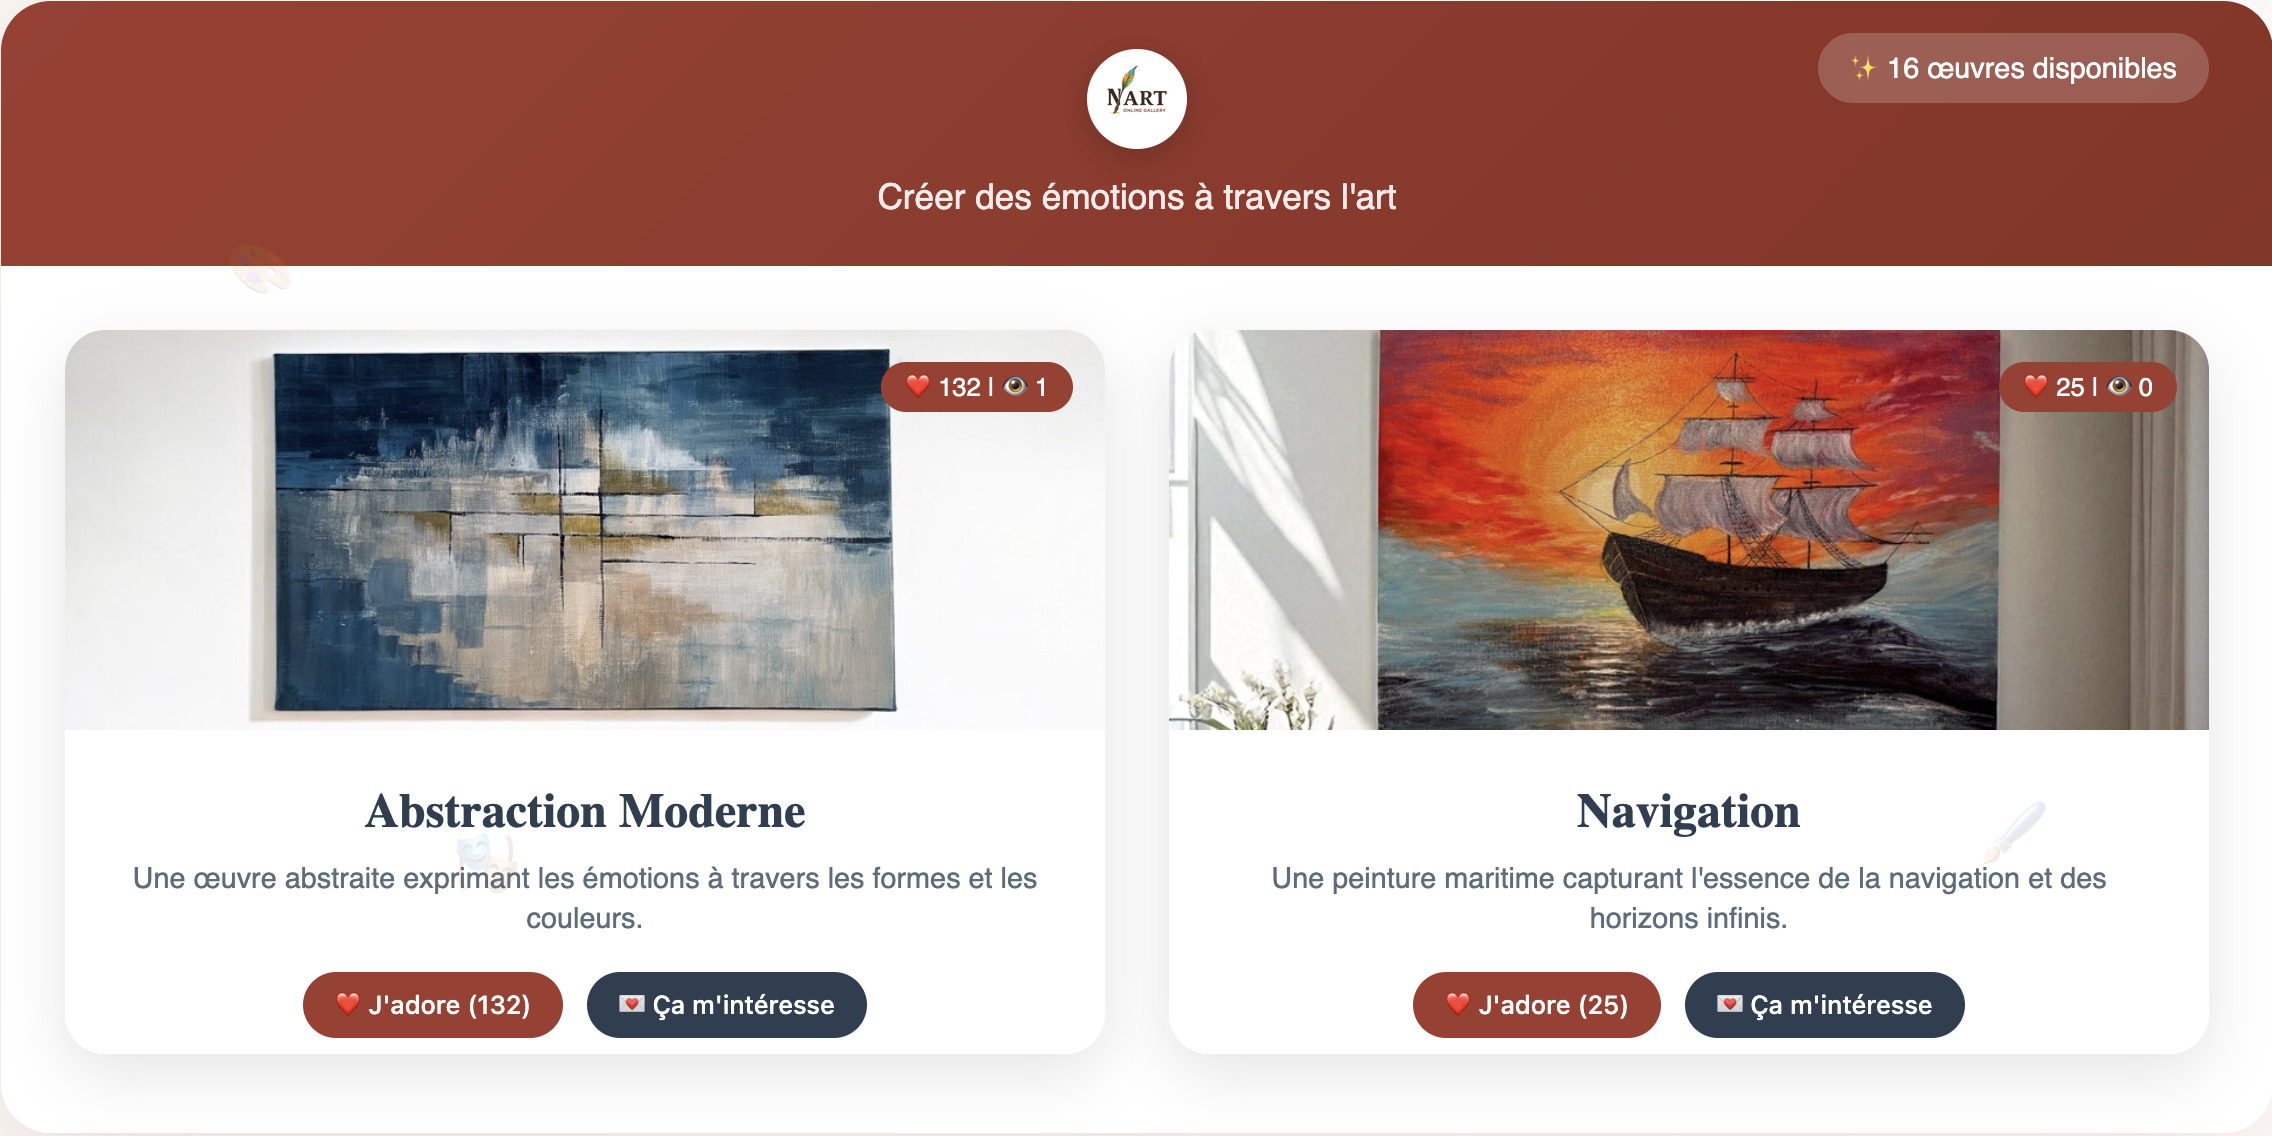 ✨ 16 œuvres disponibles
N'ART
ONLINE GALLERY
Créer des émotions à travers l'art
❤️ 132 | 👁️ 1
❤️ 25 | 👁️ 0
Abstraction Moderne
Une œuvre abstraite exprimant les émotions à travers les formes et les
couleurs.
❤️ J'adore (132)
💌 Ça m'intéresse
Navigation
Une peinture maritime capturant l'essence de la navigation et des
horizons infinis.
❤️ J'adore (25)
💌 Ça m'intéresse